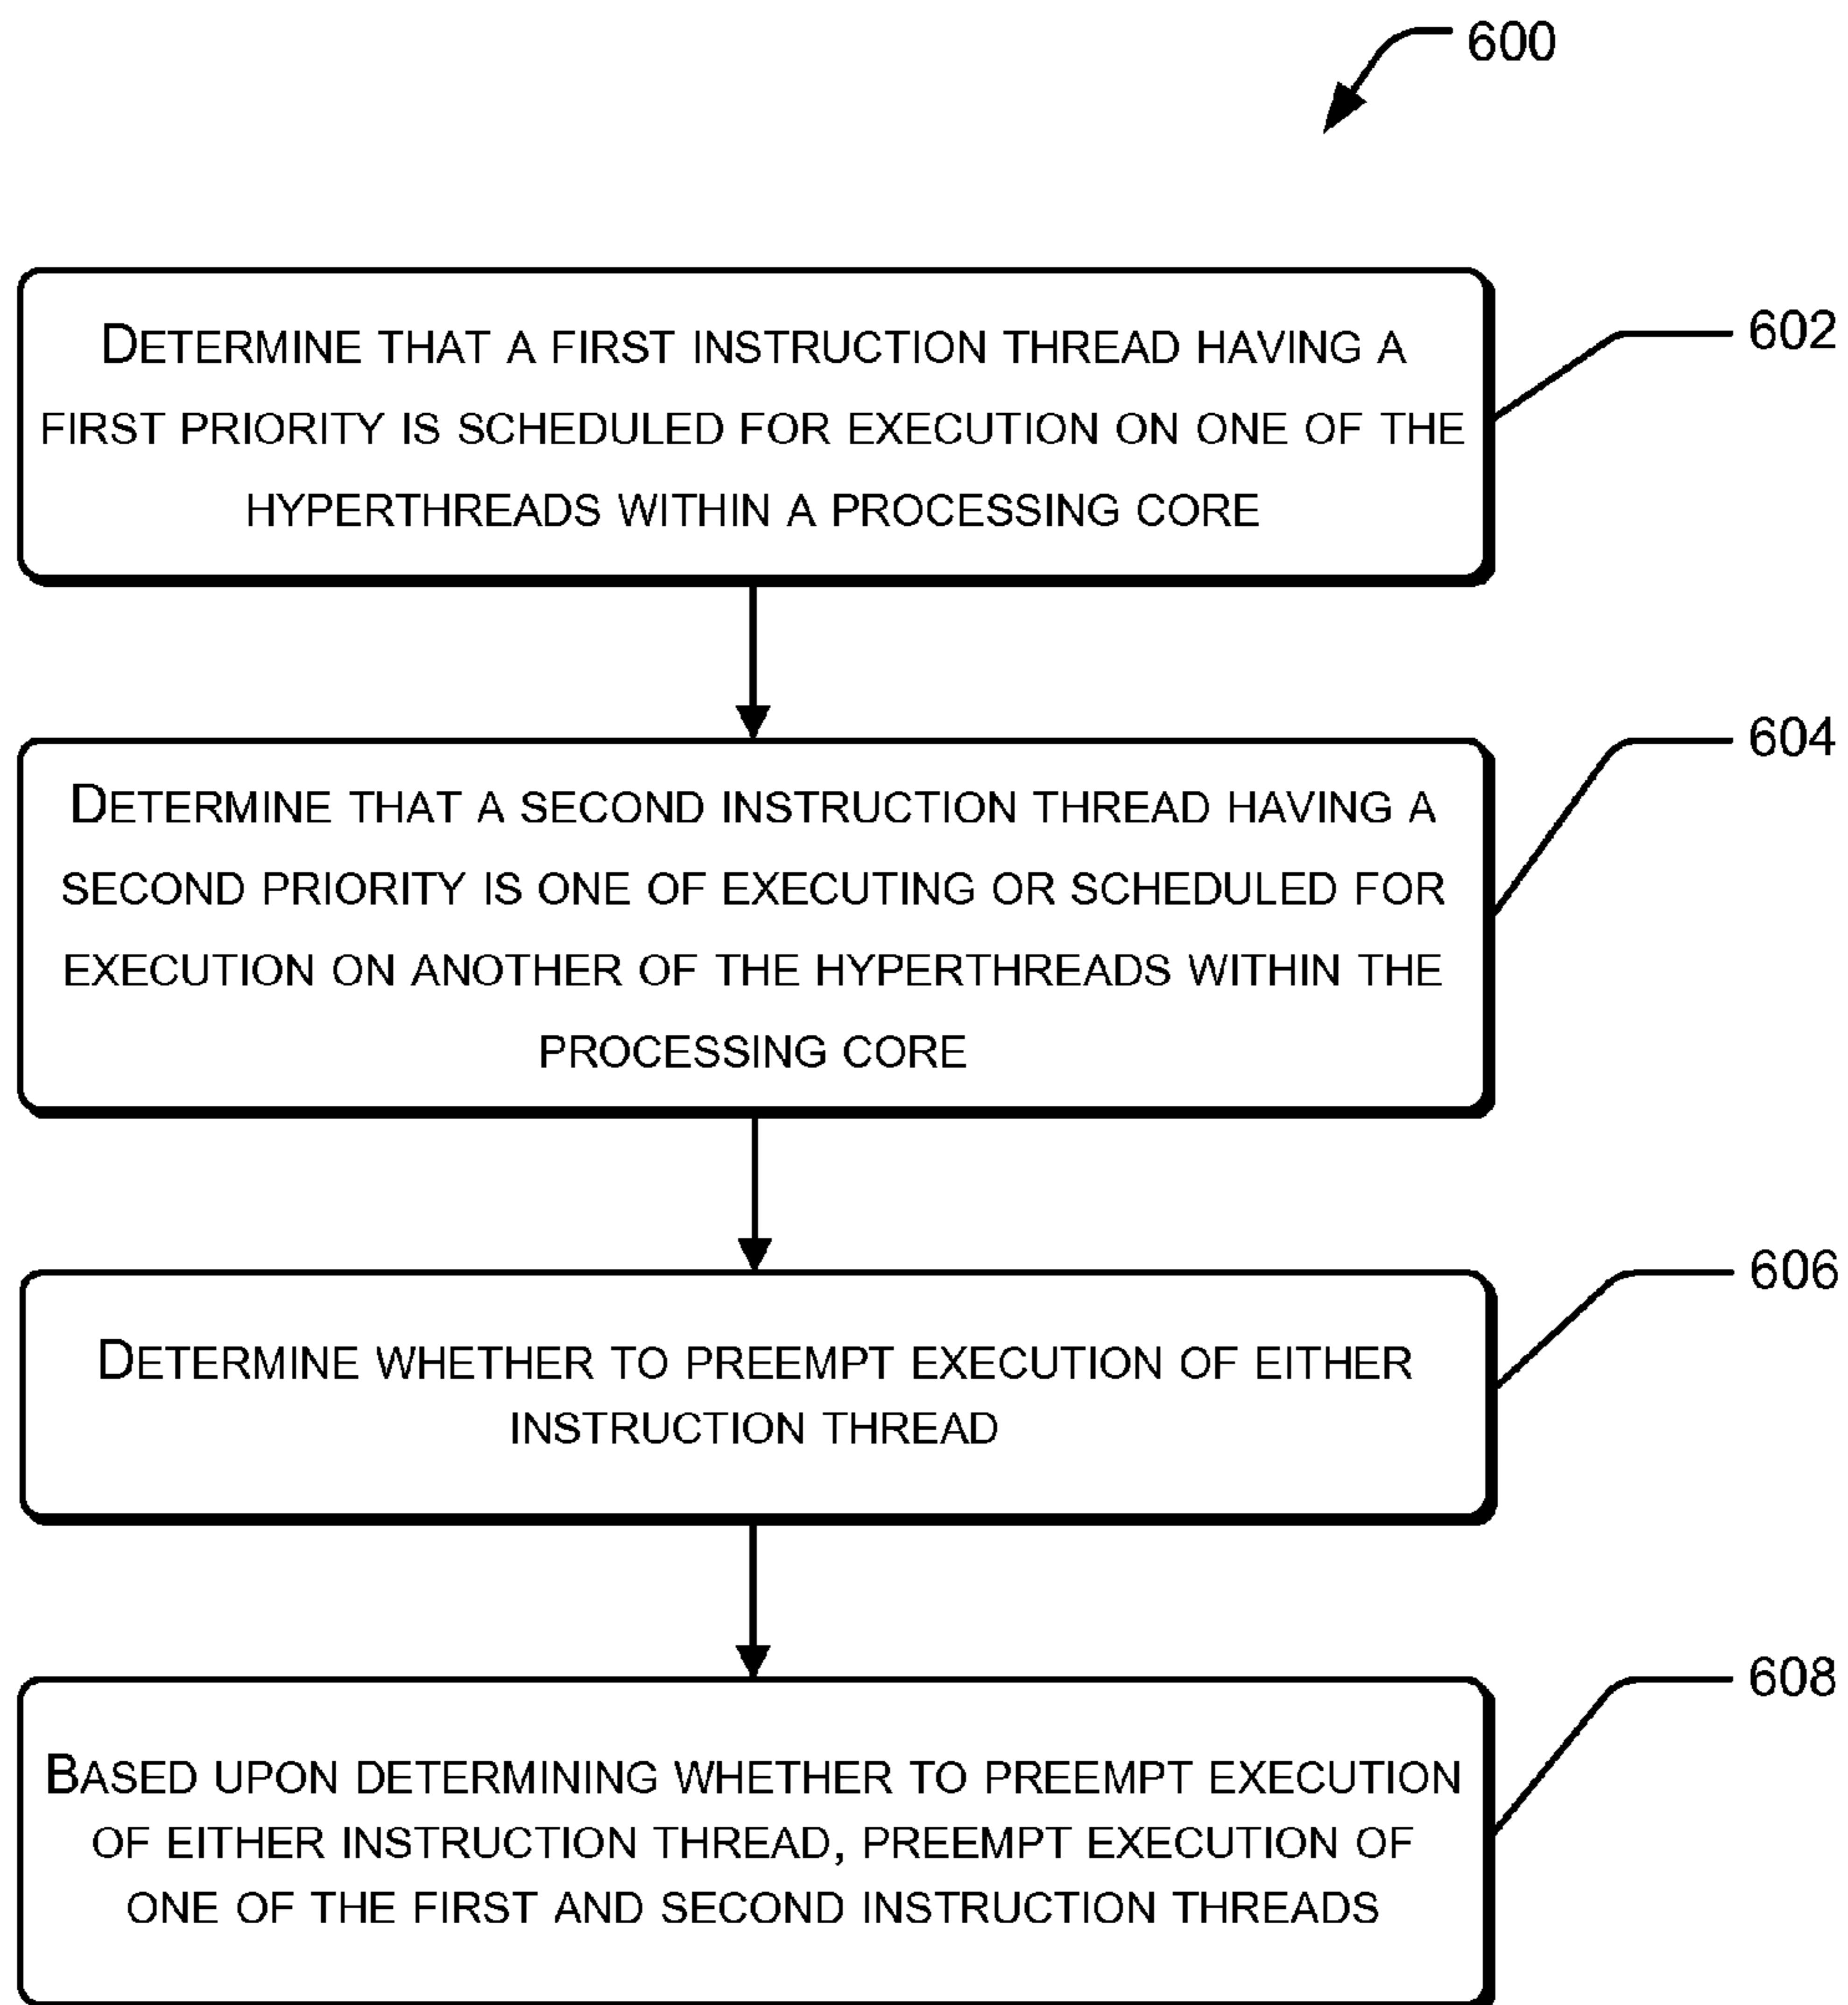 600
DETERMINE THAT A FIRST INSTRUCTION THREAD HAVING A
FIRST PRIORITY IS SCHEDULED FOR EXECUTION ON ONE OF THE
HYPERTHREADS WITHIN A PROCESSING CORE
602
DETERMINE THAT A SECOND INSTRUCTION THREAD HAVING A
SECOND PRIORITY IS ONE OF EXECUTING OR SCHEDULED FOR
EXECUTION ON ANOTHER OF THE HYPERTHREADS WITHIN THE
PROCESSING CORE
604
DETERMINE WHETHER TO PREEMPT EXECUTION OF EITHER
INSTRUCTION THREAD
606
BASED UPON DETERMINING WHETHER TO PREEMPT EXECUTION
OF EITHER INSTRUCTION THREAD, PREEMPT EXECUTION OF
ONE OF THE FIRST AND SECOND INSTRUCTION THREADS
608